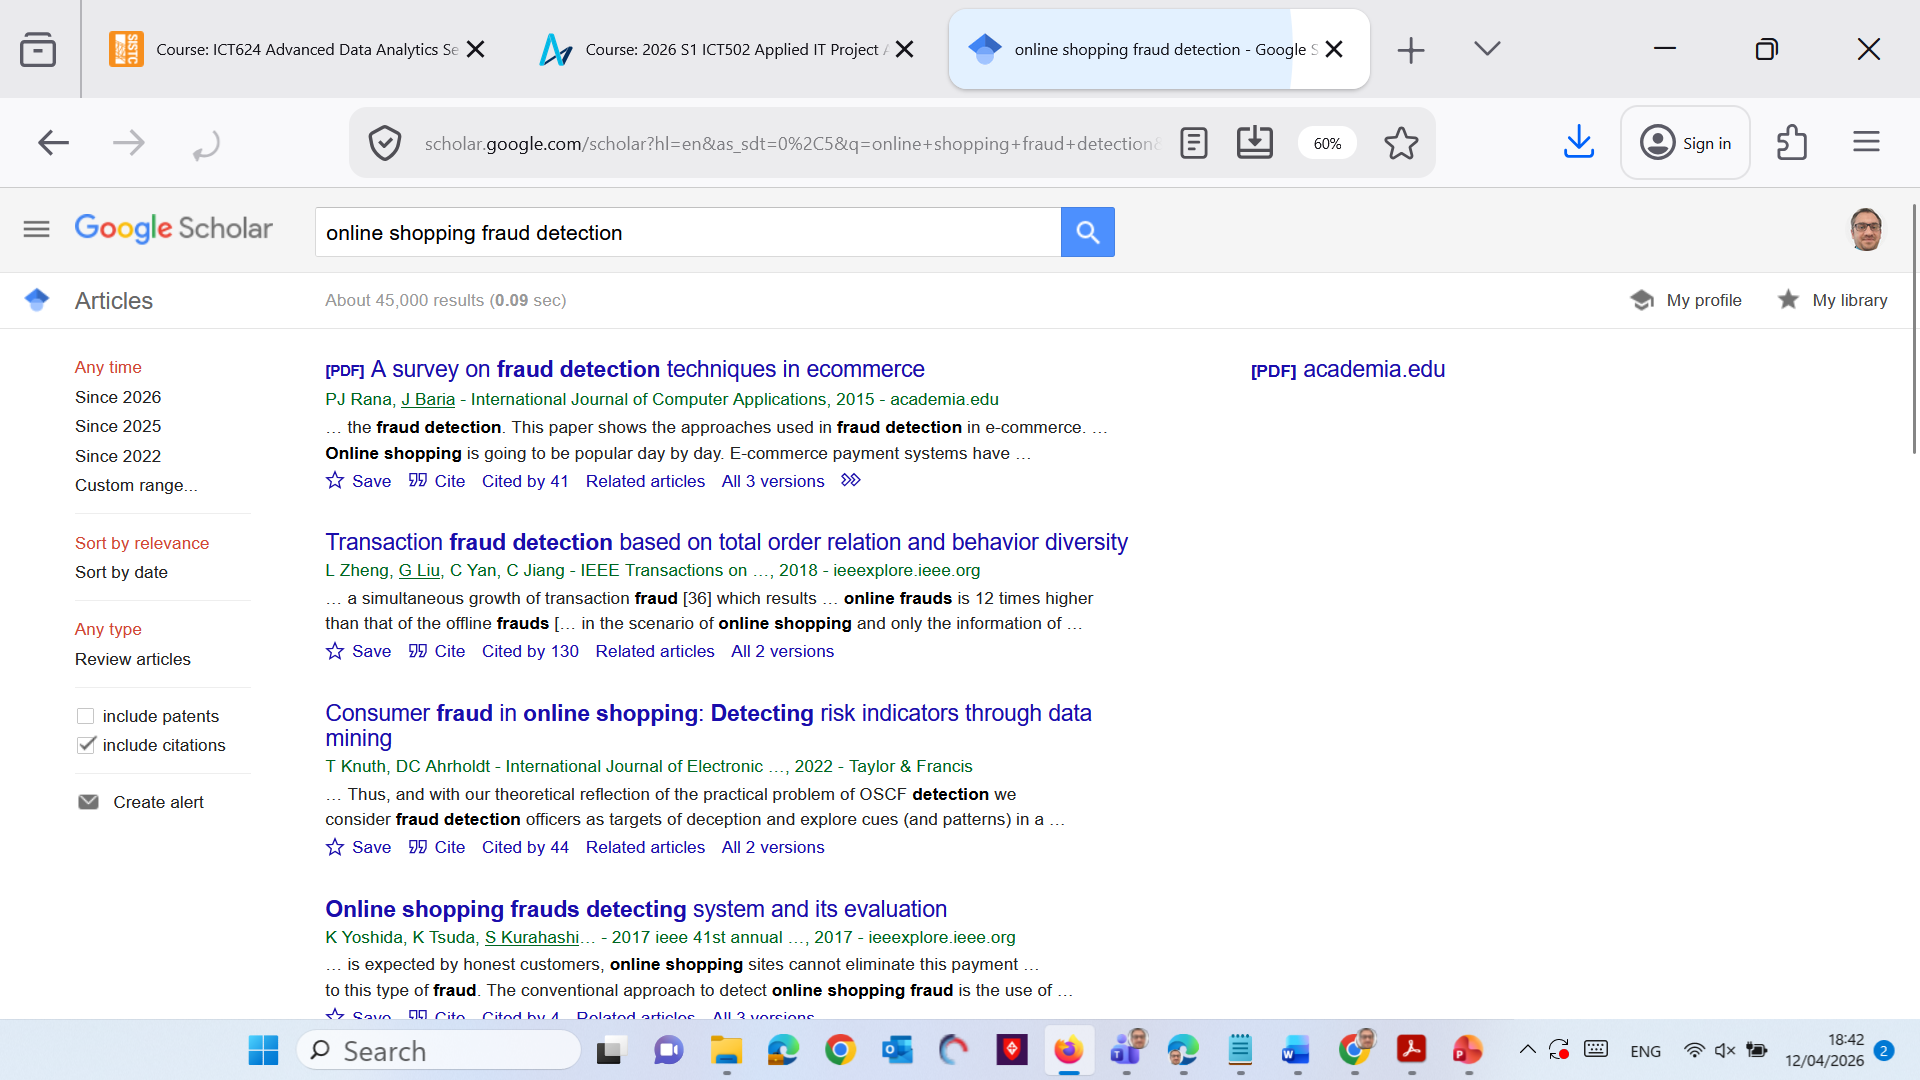 Course: ICT624 Advanced Data Analytics Se
Course: 2026 S1 ICT502 Applied IT Project
online shopping fraud detection - Google S
scholar.google.com/scholar?hl=en&as_sdt=0%2C5&q=online+shopping+fraud+detection&
60%
Sign in
Google Scholar
online shopping fraud detection
Articles
About 45,000 results (0.09 sec)
My profile
My library
Any time
Since 2026
Since 2025
Since 2022
Custom range...
Sort by relevance
Sort by date
Any type
Review articles
include patents
include citations
Create alert
[PDF] A survey on fraud detection techniques in ecommerce
PJ Rana, J Baria - International Journal of Computer Applications, 2015 - academia.edu
… the fraud detection. This paper shows the approaches used in fraud detection in e-commerce. …
Online shopping is going to be popular day by day. E-commerce payment systems have …
Save Cite Cited by 41 Related articles All 3 versions
[PDF] academia.edu
Transaction fraud detection based on total order relation and behavior diversity
L Zheng, G Liu, C Yan, C Jiang - IEEE Transactions on …, 2018 - ieeexplore.ieee.org
… a simultaneous growth of transaction fraud [36] which results … online frauds is 12 times higher
than that of the offline frauds [… in the scenario of online shopping and only the information of …
Save Cite Cited by 130 Related articles All 2 versions
Consumer fraud in online shopping: Detecting risk indicators through data
mining
T Knuth, DC Ahrholdt - International Journal of Electronic …, 2022 - Taylor & Francis
… Thus, and with our theoretical reflection of the practical problem of OSCF detection we
consider fraud detection officers as targets of deception and explore cues (and patterns) in a …
Save Cite Cited by 44 Related articles All 2 versions
Online shopping frauds detecting system and its evaluation
K Yoshida, K Tsuda, S Kurahashi… - 2017 ieee 41st annual …, 2017 - ieeexplore.ieee.org
… is expected by honest customers, online shopping sites cannot eliminate this payment …
to this type of fraud. The conventional approach to detect online shopping fraud is the use of …
Save Cite Cited by 4 Related articles All 3 versions
Search
ENG
18:42
12/04/2026
2